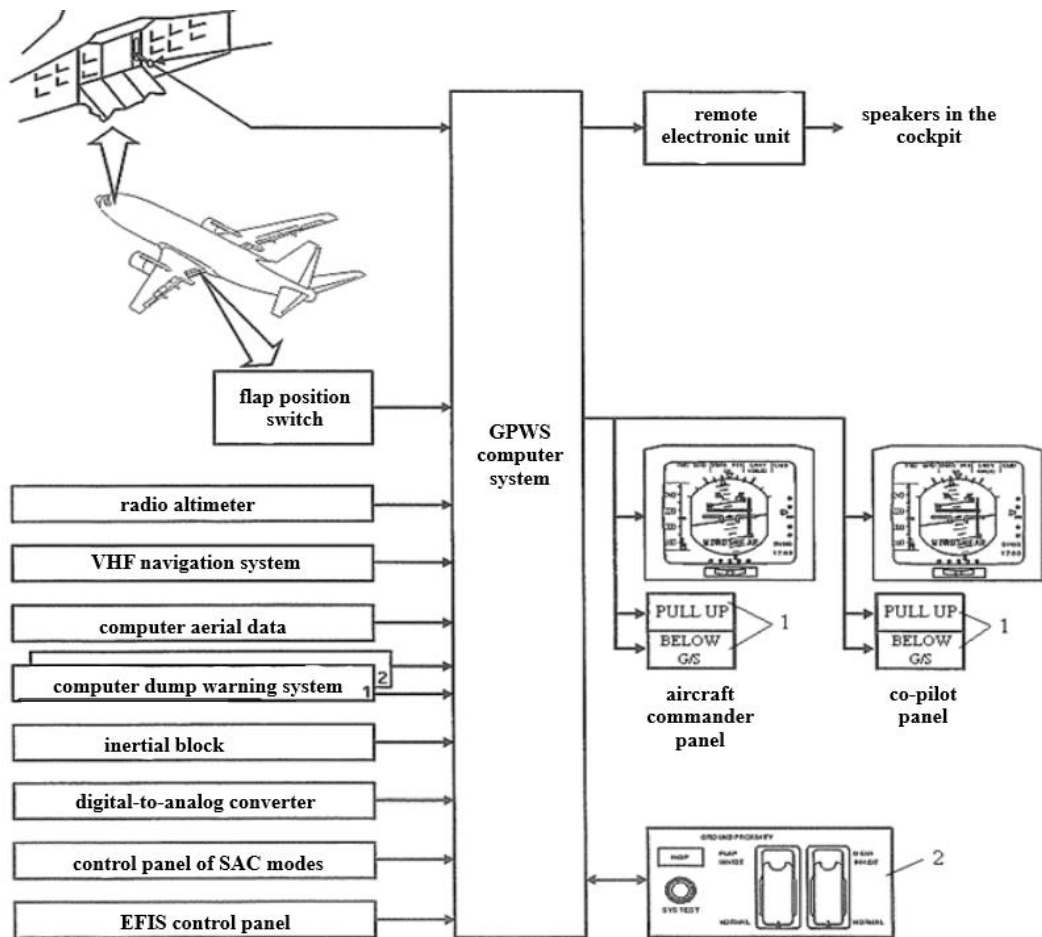 remote
electronic unit
speakers in the
cockpit
flap position
switch
GPWS
computer
system
radio altimeter
VHF navigation system
computer aerial data
computer dump warning system
2
1
inertial block
digital-to-analog converter
control panel of SAC modes
EFIS control panel
PULL UP
BELOW
G/S
1
aircraft
commander
panel
PULL UP
BELOW
G/S
1
co-pilot
panel
GROUND PROXIMITY
INOP
SYS TEST
NORMAL
NORMAL
2